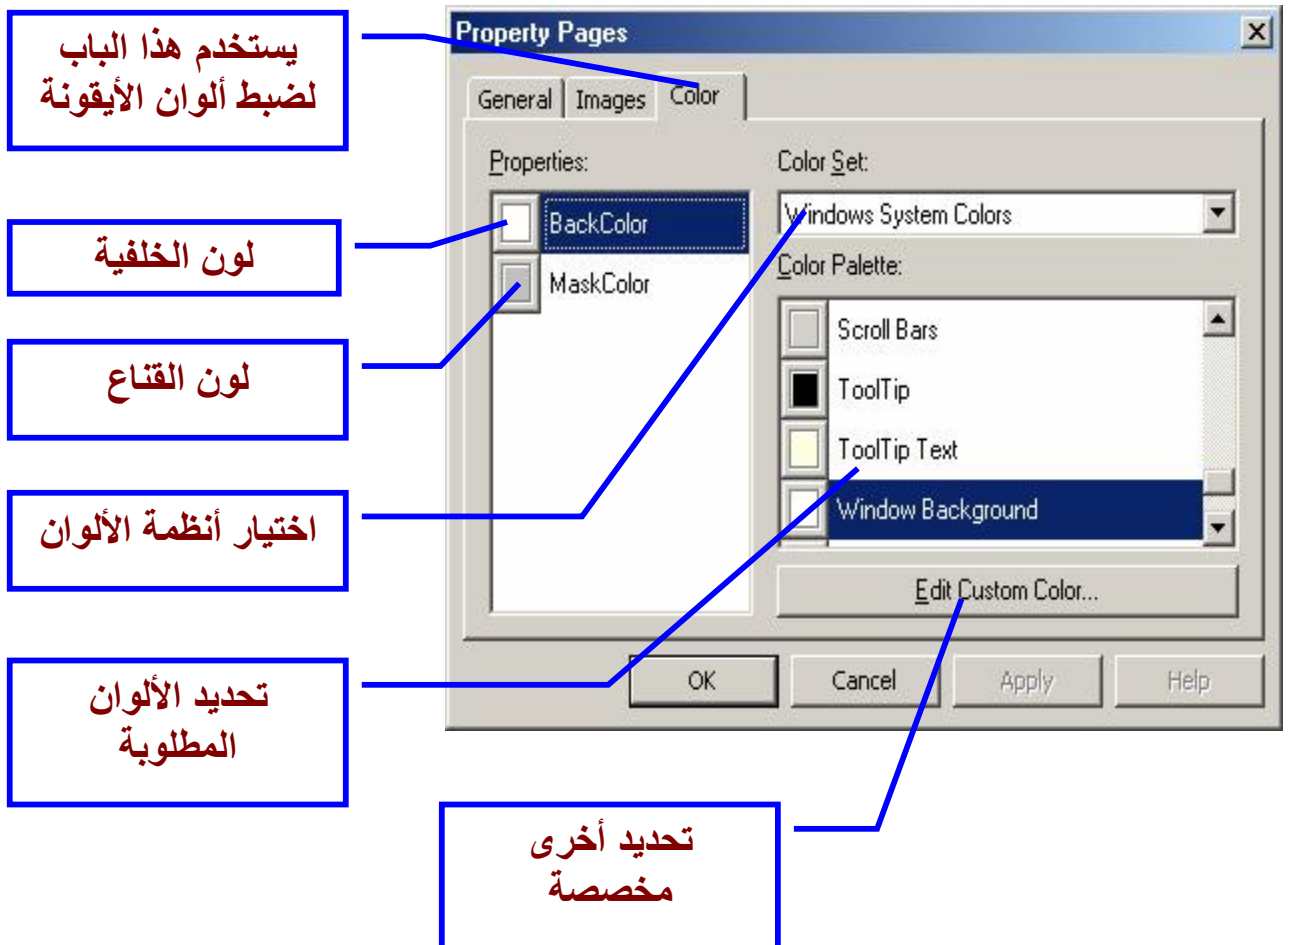 يستخدم هذا الباب
لضبط ألوان الأيقونة
لون الخلفية
لون القناع
اختيار أنظمة الألوان
تحديد الألوان
المطلوبة
تحديد أخرى
مخصصة
Property Pages
General Images Color
Properties:
BackColor
MaskColor
Color Set:
Windows System Colors
Color Palette:
Scroll Bars
ToolTip
ToolTip Text
Window Background
Edit Custom Color...
OK Cancel Apply Help